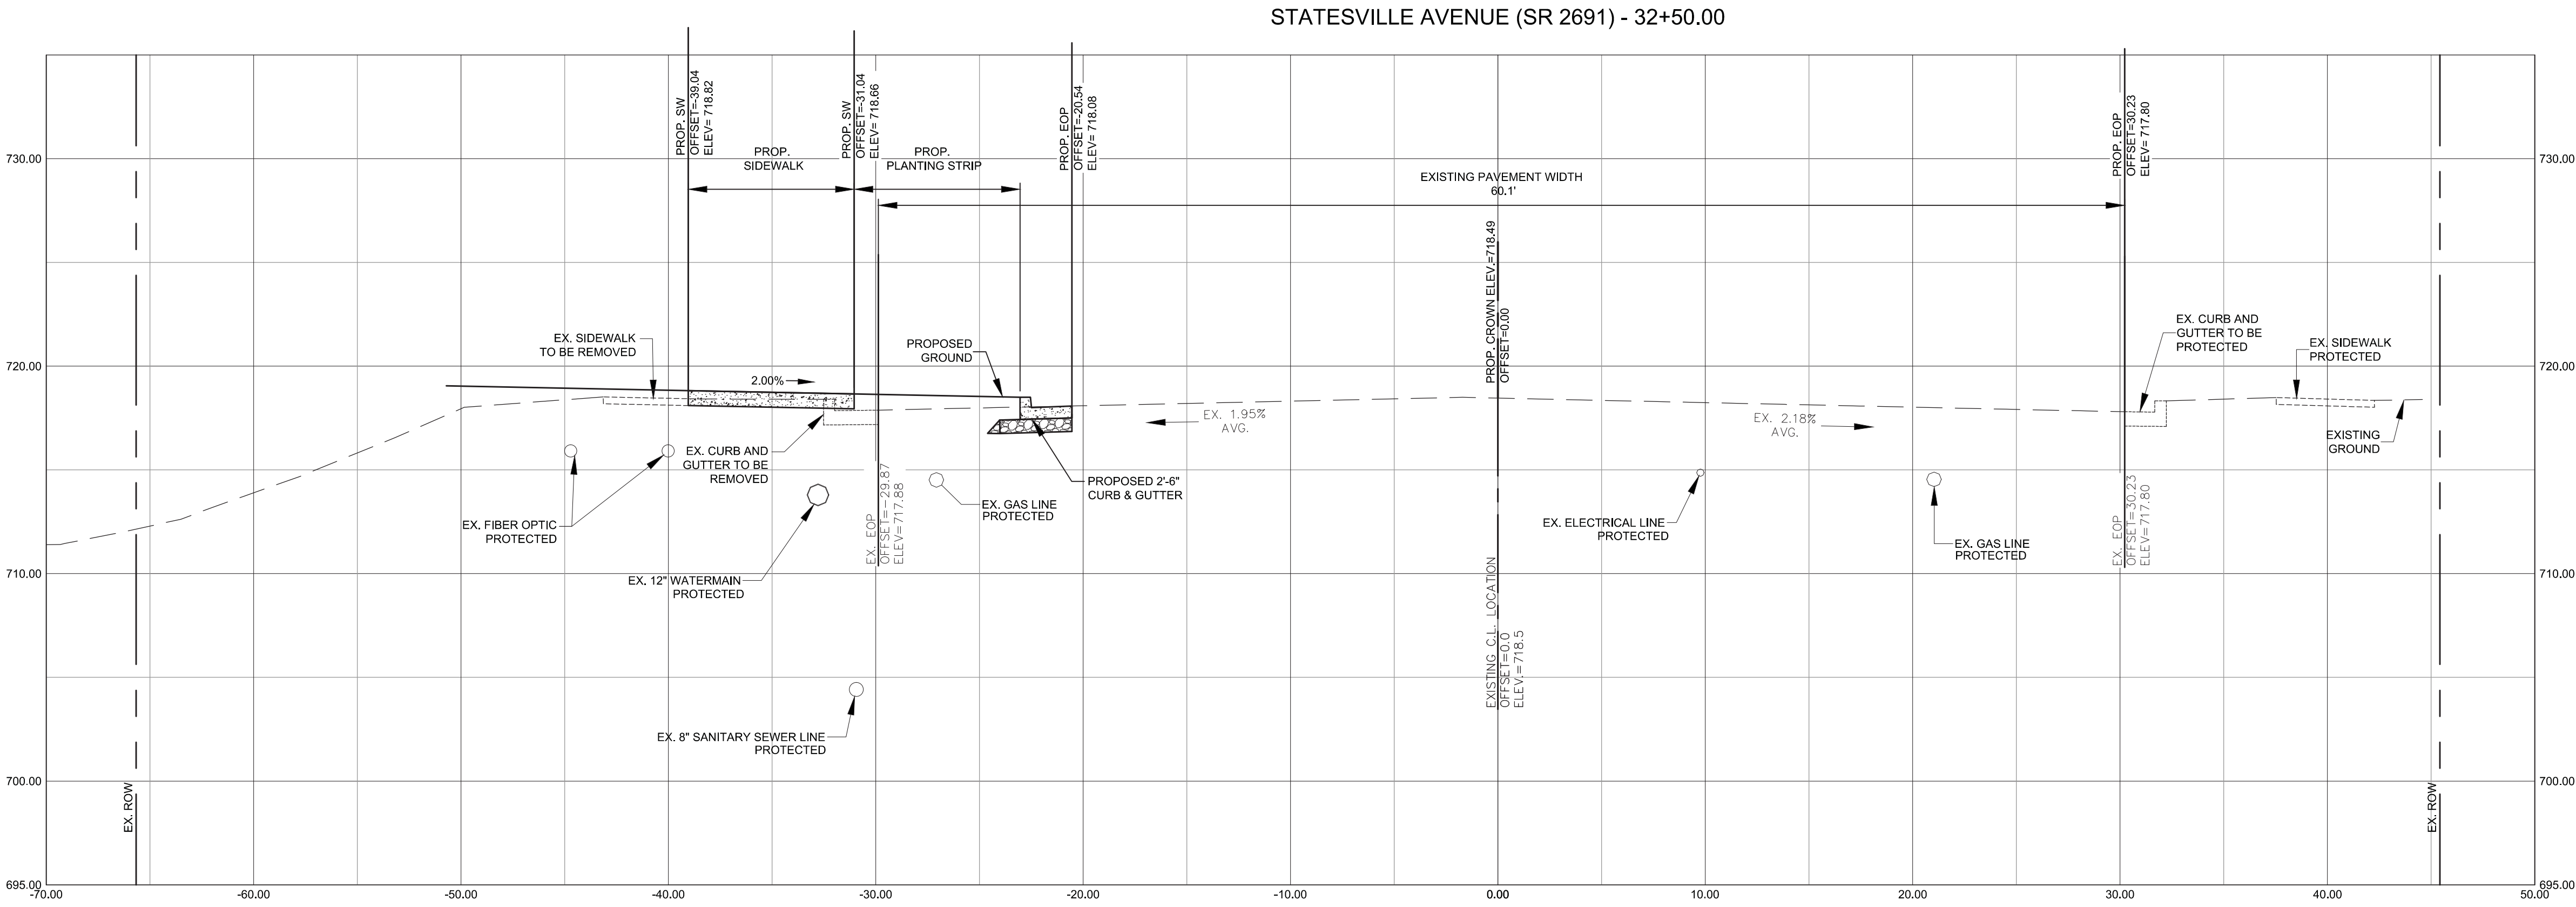 STATESVILLE AVENUE (SR 2691) - 32+50.00
PROP. SW
OFFSET=-39.04
ELEV= 718.82
PROP. SW
OFFSET=-31.04
ELEV= 718.66
PROP. EOP
OFFSET=-20.54
ELEV= 718.08
PROP. EOP
OFFSET=30.23
ELEV= 717.80
730.00
730.00
PROP.
SIDEWALK
PROP.
PLANTING STRIP
EXISTING PAVEMENT WIDTH
60.1'
PROP. CROWN ELEV.=718.49
OFFSET=0.00
EX. SIDEWALK
TO BE REMOVED
PROPOSED
GROUND
EX. CURB AND
GUTTER TO BE
PROTECTED
EX. SIDEWALK
PROTECTED
720.00
720.00
2.00%
EX. 1.95%
AVG.
EX. 2.18%
AVG.
EX. CURB AND
GUTTER TO BE
REMOVED
EXISTING
GROUND
EX. EOP
OFFSET=-29.87
ELEV=717.88
PROPOSED 2'-6"
CURB & GUTTER
EX. GAS LINE
PROTECTED
EX. FIBER OPTIC
PROTECTED
EX. ELECTRICAL LINE
PROTECTED
EX. GAS LINE
PROTECTED
EX. EOP
OFFSET=30.23
ELEV=717.80
710.00
710.00
EX. 12" WATERMAIN
PROTECTED
EXISTING C.L. LOCATION
OFFSET=0.0
ELEV.=718.5
EX. 8" SANITARY SEWER LINE
PROTECTED
700.00
700.00
EX. ROW
EX. ROW
695.00
695.00
-70.00
-60.00
-50.00
-40.00
-30.00
-20.00
-10.00
0.00
10.00
20.00
30.00
40.00
50.00